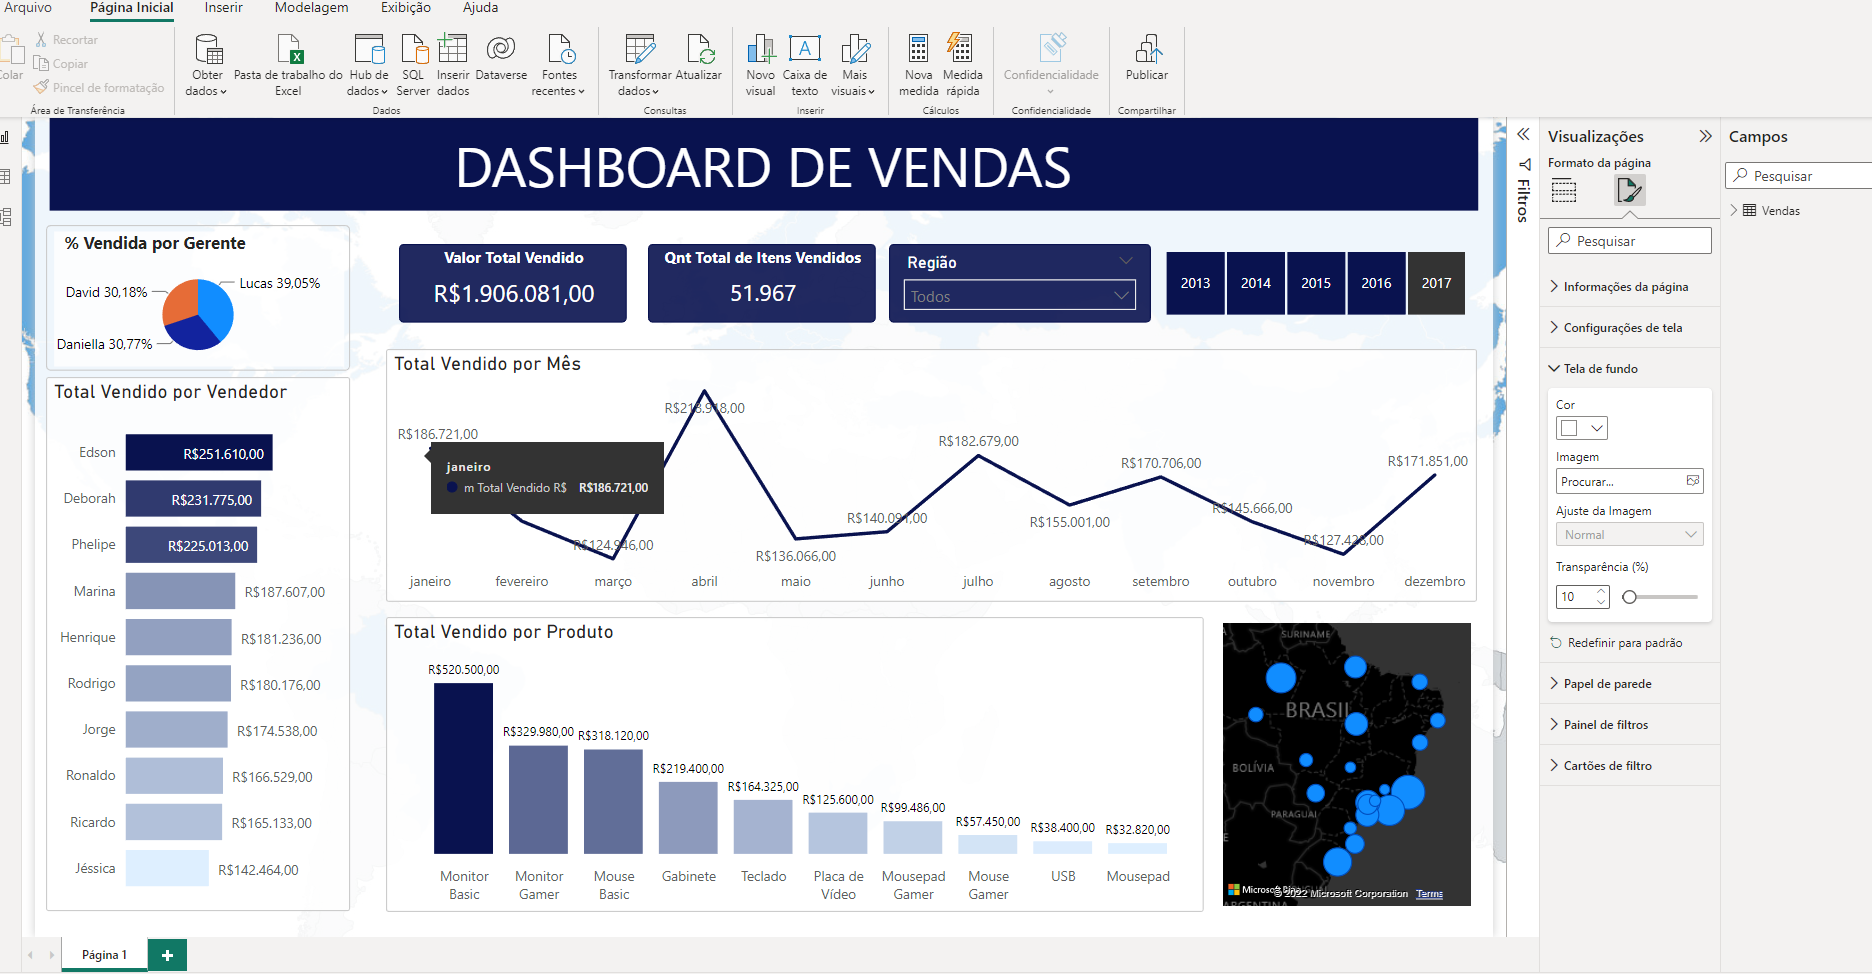 Arquivo Página Inicial Inserir Modelagem Exibição Ajuda
Recortar
Copiar
Pincel de formatação
Área de Transferência
Obter dados
Pasta de trabalho do Excel
Hub de dados
SQL Server
Inserir dados
Dataverse
Fontes recentes
Dados
Transformar dados
Atualizar
Consultas
Novo visual
Caixa de texto
Mais visuais
Inserir
Nova medida
Medida rápida
Cálculos
Confidencialidade
Confidencialidade
Publicar
Compartilhar
DASHBOARD DE VENDAS
% Vendida por Gerente
Lucas 39,05%
David 30,18%
Daniella 30,77%
Valor Total Vendido
R$1.906.081,00
Qnt Total de Itens Vendidos
51.967
Região
Todos
2013 2014 2015 2016 2017
Total Vendido por Vendedor
Edson R$251.610,00
Deborah R$231.775,00
Phelipe R$225.013,00
Marina R$187.607,00
Henrique R$181.236,00
Rodrigo R$180.176,00
Jorge R$174.538,00
Ronaldo R$166.529,00
Ricardo R$165.133,00
Jéssica R$142.464,00
Total Vendido por Mês
R$186.721,00
janeiro
m Total Vendido R$ R$186.721,00
R$124.946,00
R$218.918,00
R$136.066,00
R$140.091,00
R$182.679,00
R$155.001,00
R$170.706,00
R$145.666,00
R$127.428,00
R$171.851,00
janeiro fevereiro março abril maio junho julho agosto setembro outubro novembro dezembro
Total Vendido por Produto
R$520.500,00
R$329.980,00
R$318.120,00
R$219.400,00
R$164.325,00
R$125.600,00
R$99.486,00
R$57.450,00
R$38.400,00
R$32.820,00
Monitor Basic
Monitor Gamer
Mouse Basic
Gabinete
Teclado
Placa de Vídeo
Mousepad Gamer
Mouse Gamer
USB
Mousepad
SURINAME
BRASIL
BOLÍVIA
PARAGUAI
ARGENTINA
Microsoft Bing
© 2022 Microsoft Corporation Terms
Filtros
Visualizações
Formato da página
Pesquisar
Informações da página
Configurações de tela
Tela de fundo
Cor
Imagem
Procurar...
Ajuste da Imagem
Normal
Transparência (%)
10
Redefinir para padrão
Papel de parede
Painel de filtros
Cartões de filtro
Campos
Pesquisar
Vendas
Página 1